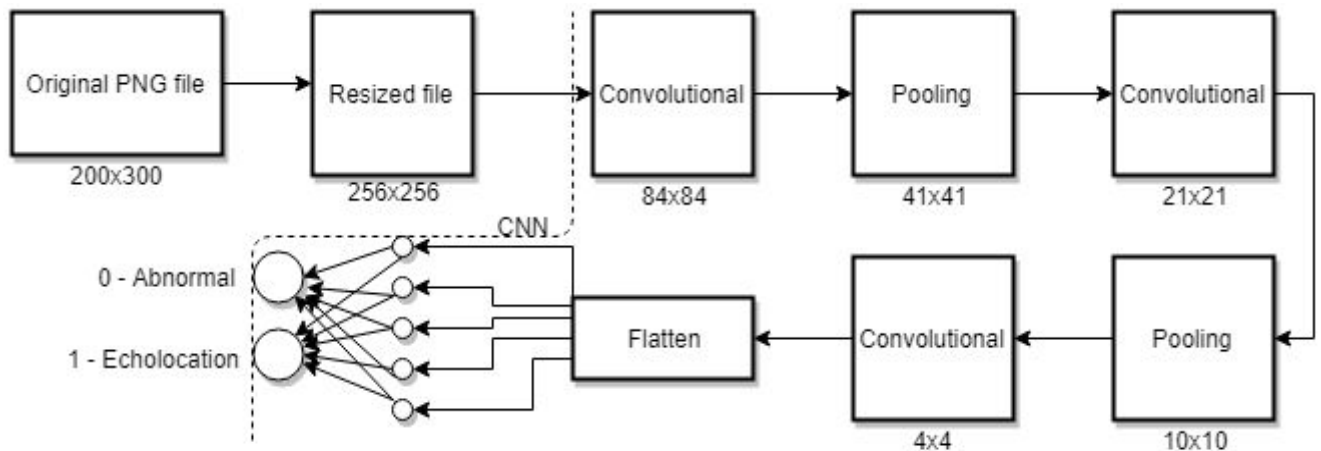 Original PNG file
200x300
Resized file
256x256
Convolutional
84x84
Pooling
41x41
Convolutional
21x21
CNN
Pooling
10x10
Convolutional
4x4
Flatten
0 - Abnormal
1 - Echolocation